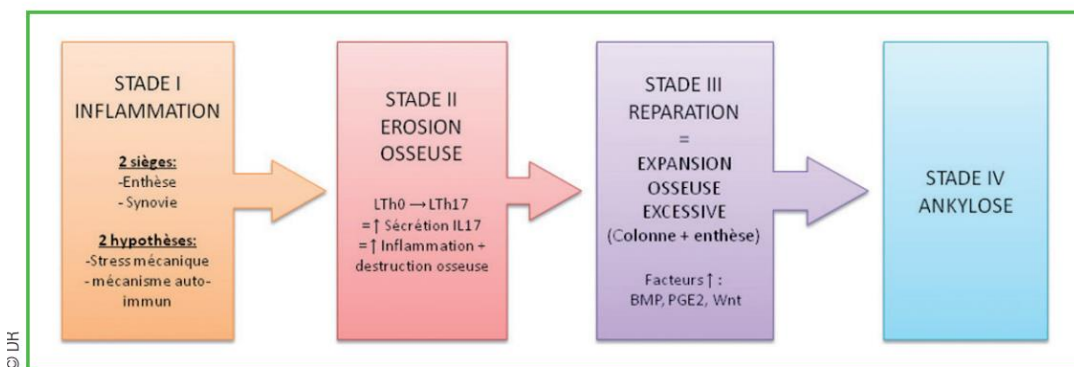 STADE I
INFLAMMATION
2 sièges:
-Enthèse
- Synovie
2 hypothèses:
-Stress mécanique
- mécanisme auto-
immun
STADE II
EROSION
OSSEUSE
LTh0 → LTh17
=↑ Sécrétion IL17
=↑ Inflammation +
destruction osseuse
STADE III
REPARATION
=
EXPANSION
OSSEUSE
EXCESSIVE
(Colonne + enthèse)
Facteurs ↑ :
BMP, PGE2, Wnt
STADE IV
ANKYLOSE
© DR